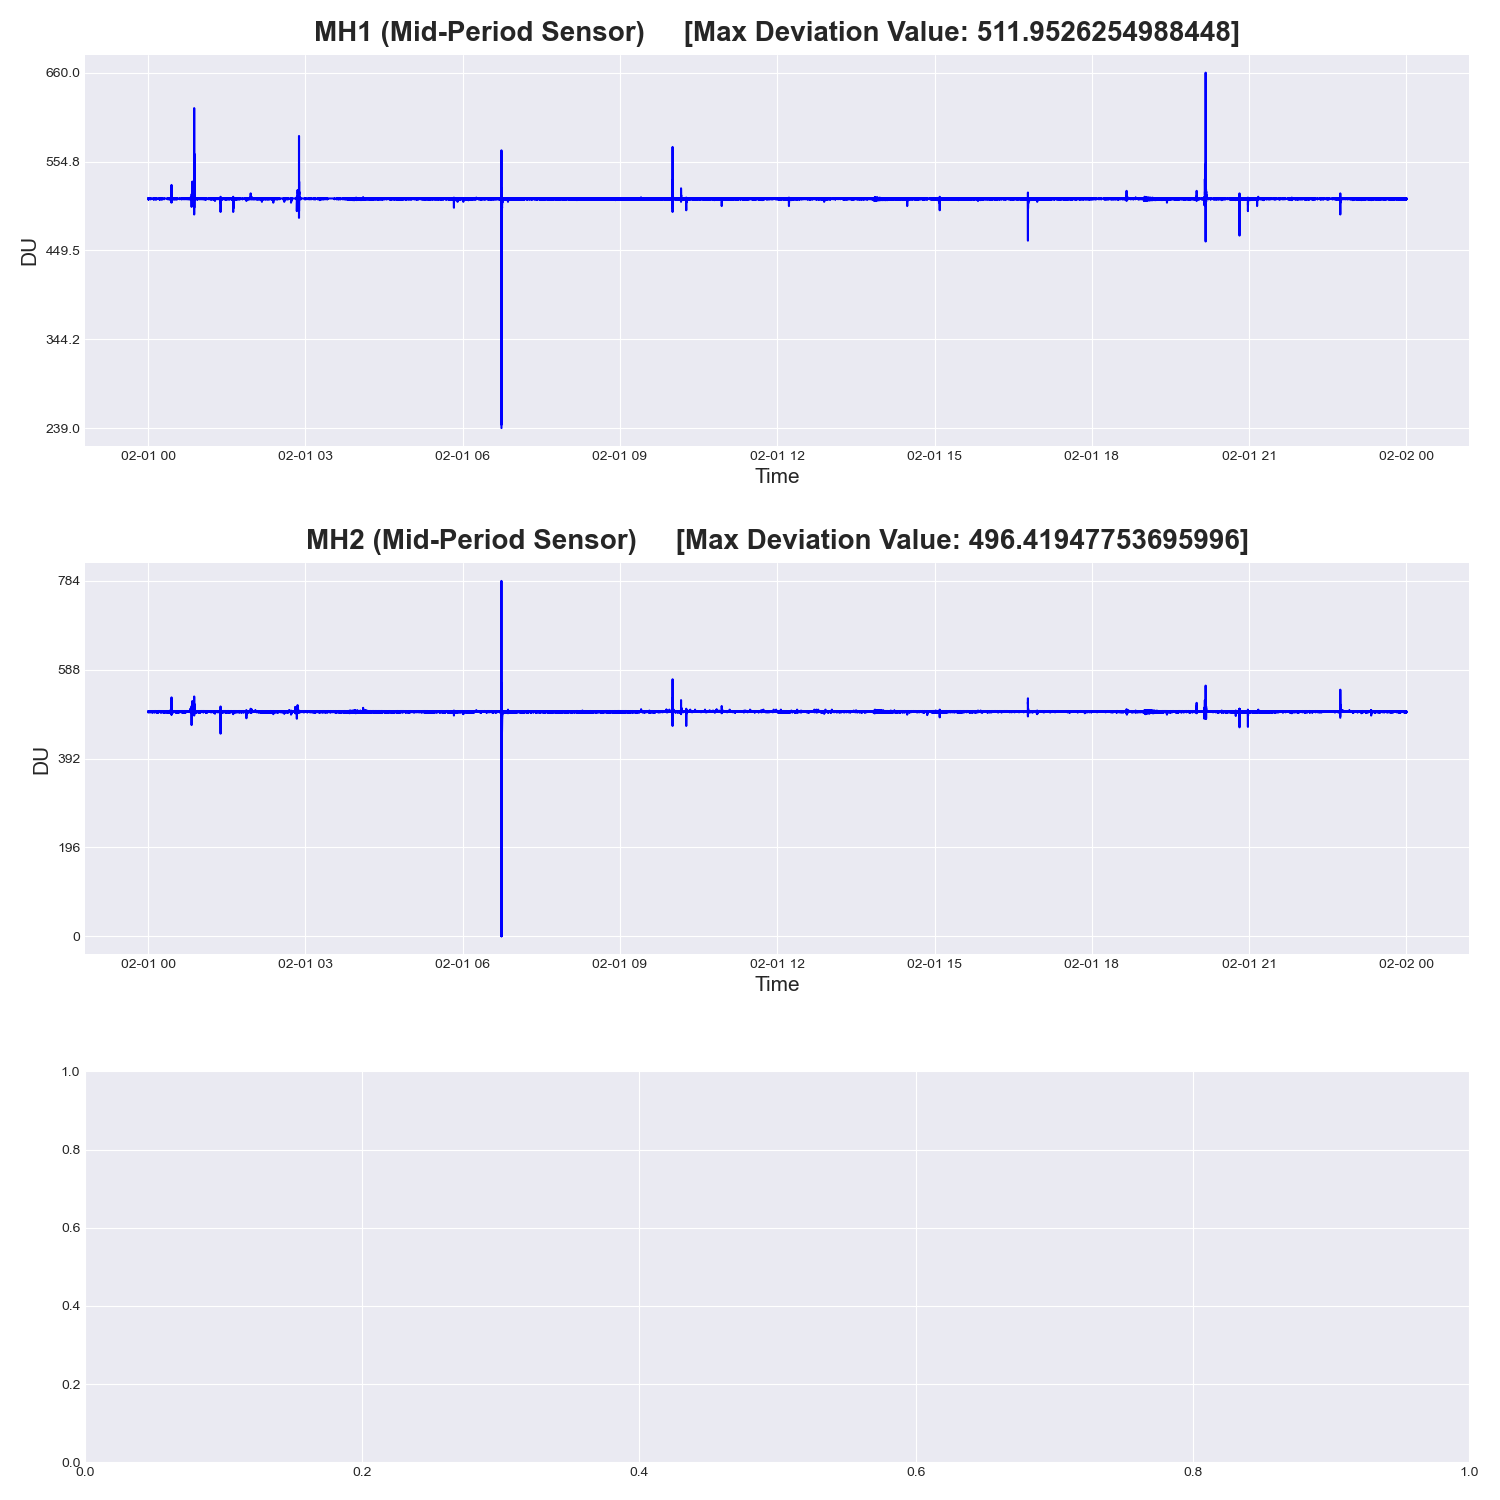 MH1 (Mid-Period Sensor) [Max Deviation Value: 511.9526254988448]
660.0
554.8
449.5
344.2
239.0
DU
02-01 00 02-01 03 02-01 06 02-01 09 02-01 12 02-01 15 02-01 18 02-01 21 02-02 00
Time
MH2 (Mid-Period Sensor) [Max Deviation Value: 496.41947753695996]
784
588
392
196
0
DU
02-01 00 02-01 03 02-01 06 02-01 09 02-01 12 02-01 15 02-01 18 02-01 21 02-02 00
Time
1.0
0.8
0.6
0.4
0.2
0.0
0.0 0.2 0.4 0.6 0.8 1.0